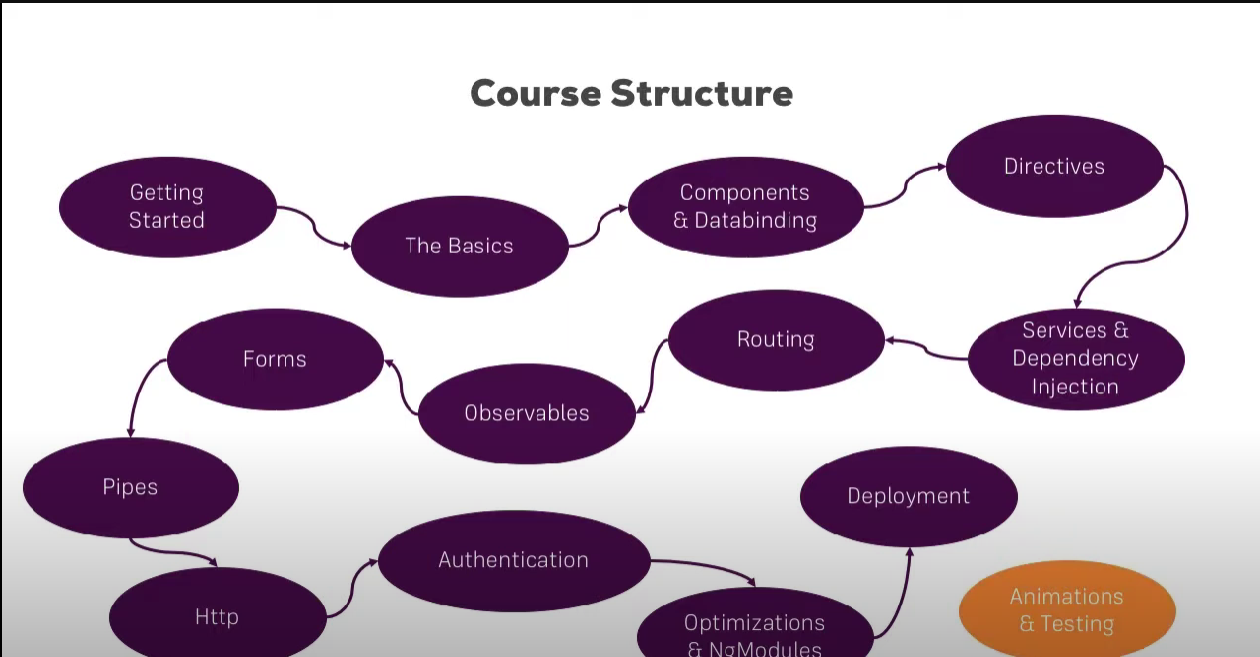 Course Structure
Getting
Started
The Basics
Components
& Databinding
Directives
Services &
Dependency
Injection
Routing
Observables
Forms
Pipes
Http
Authentication
Optimizations
& NgModules
Deployment
Animations
& Testing